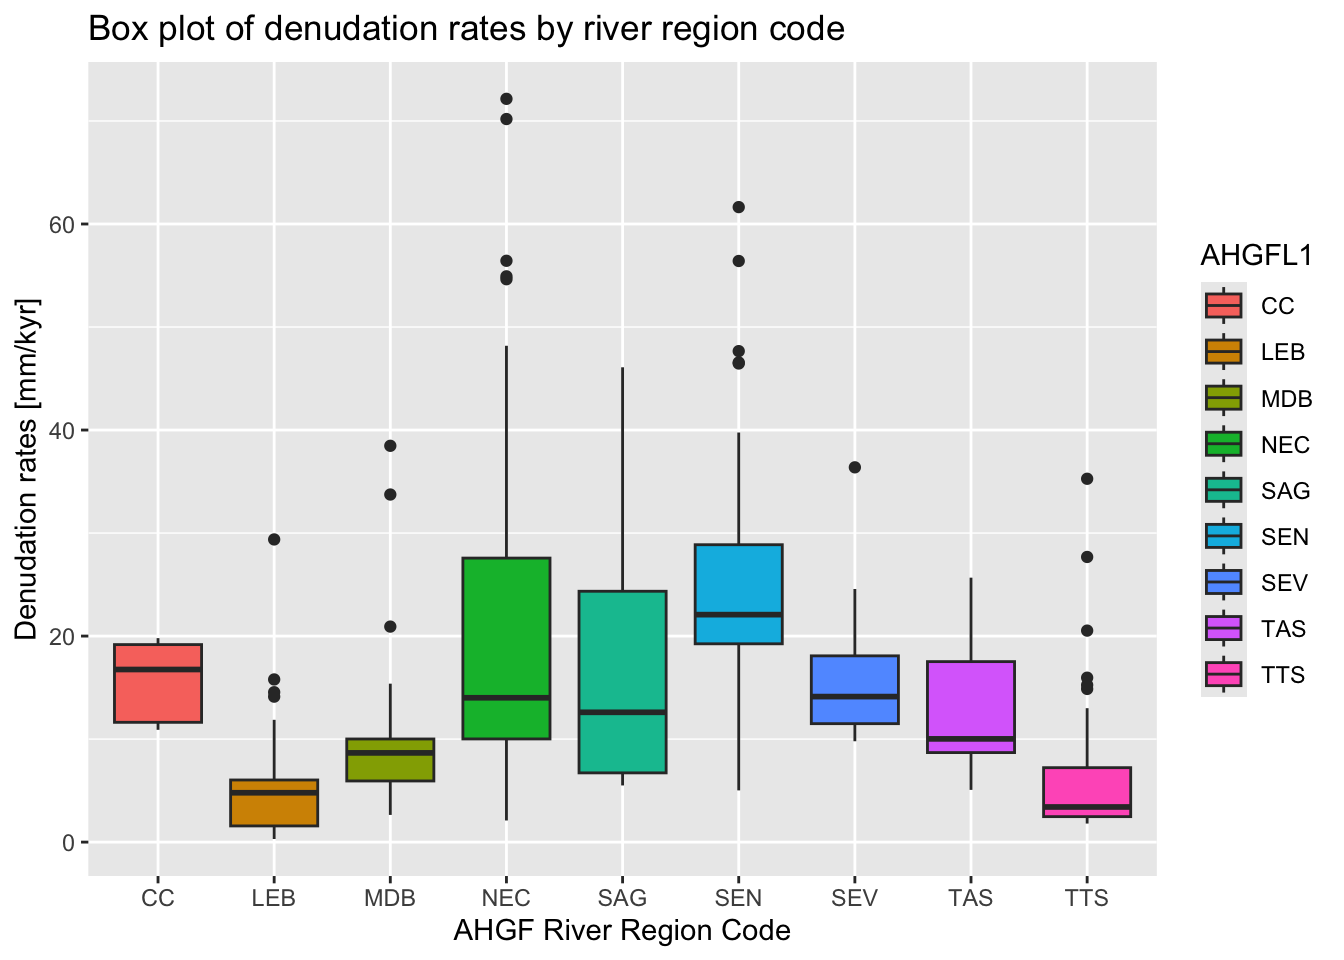 Box plot of denudation rates by river region code
Denudation rates [mm/kyr]
60
40
20
0
CC LEB MDB NEC SAG SEN SEV TAS TTS
AHGF River Region Code
AHGFL1
CC
LEB
MDB
NEC
SAG
SEN
SEV
TAS
TTS